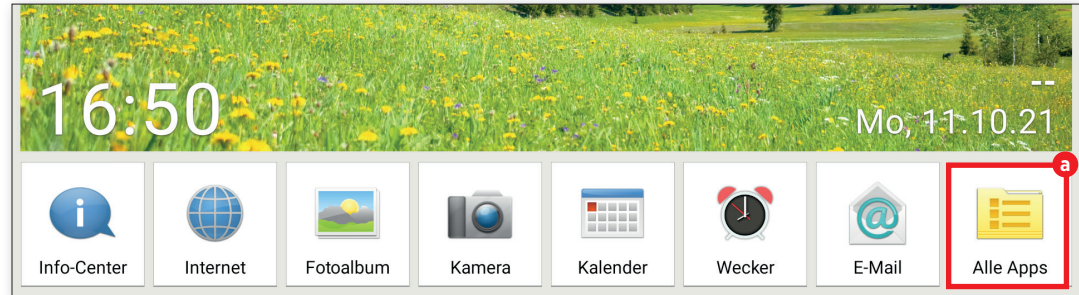 16:50
--
Mo, 11.10.21
a
Info-Center
Internet
Fotoalbum
Kamera
Kalender
Wecker
E-Mail
Alle Apps